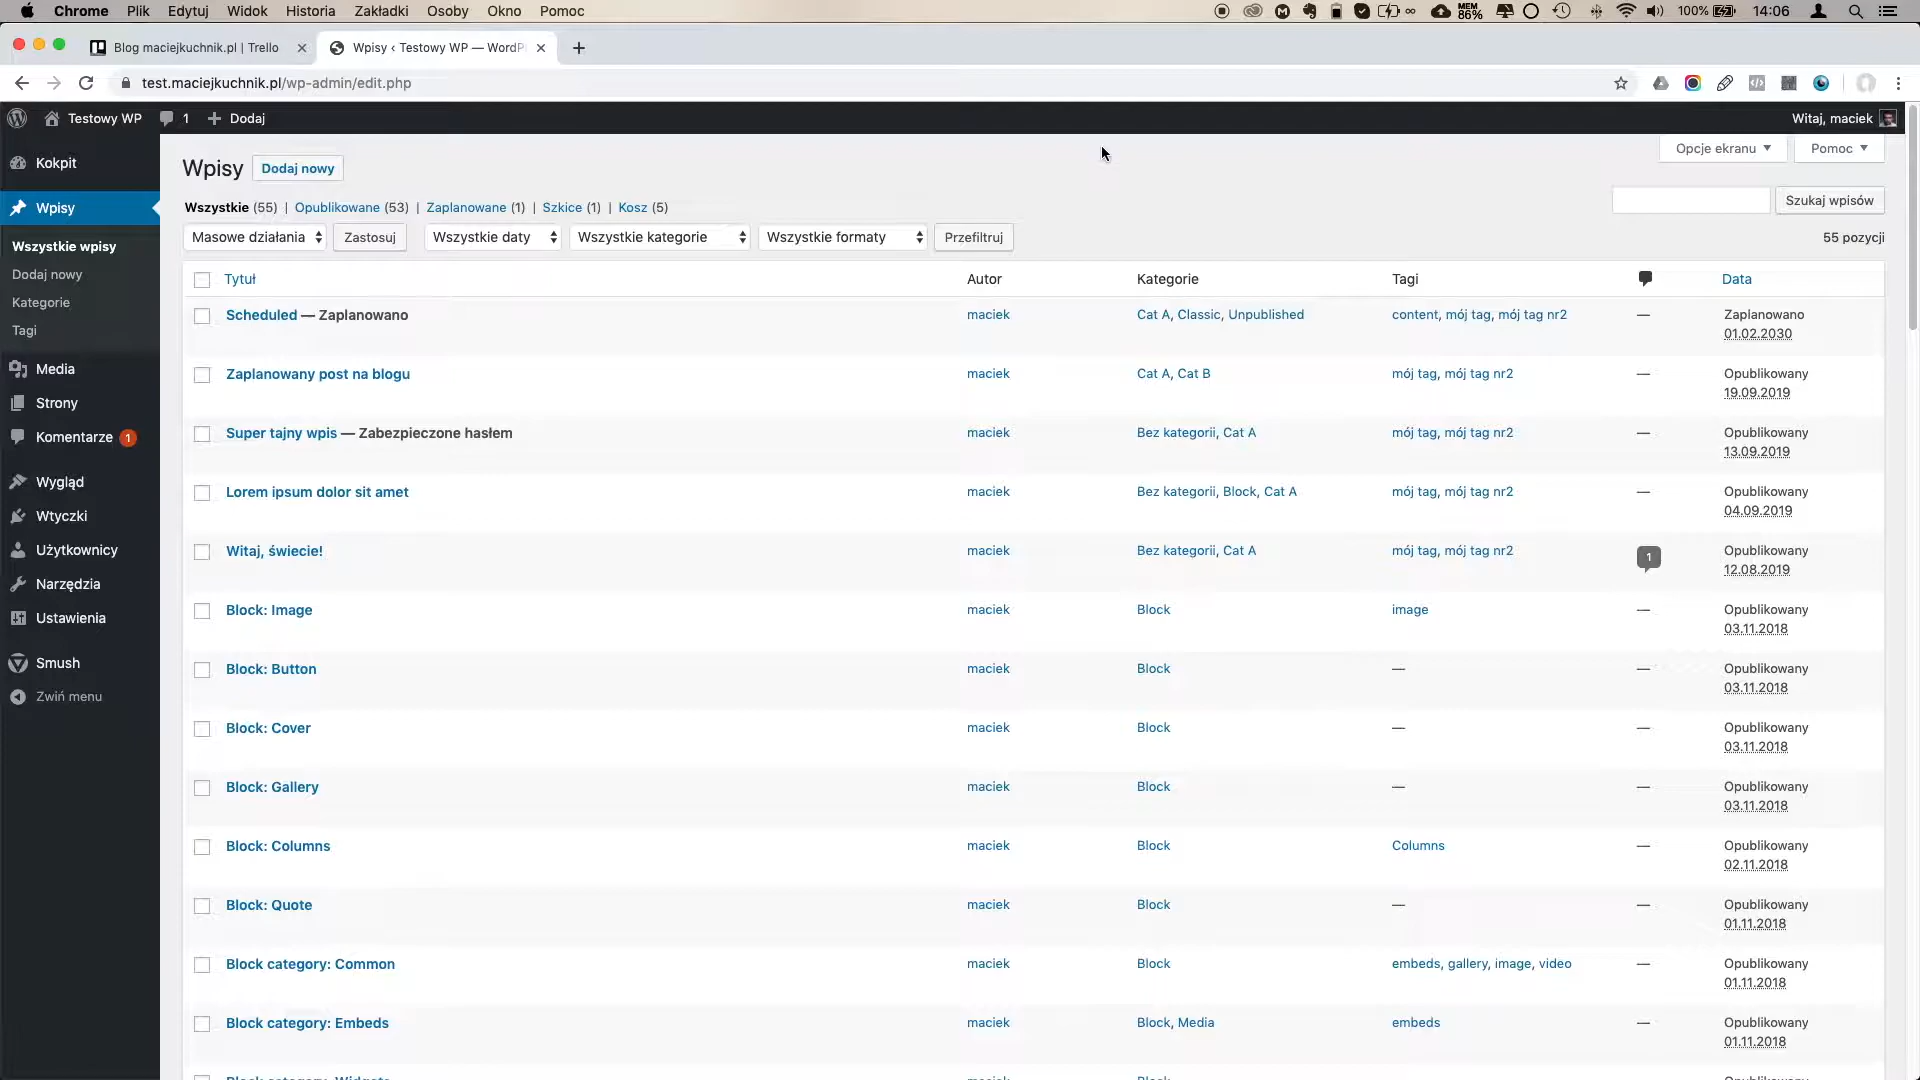 Chrome Plik Edytuj Widok Historia Zakładki Osoby Okno Pomoc MEM 86% 100% 14:06
Blog maciejkuchnik.pl | Trello Wpisy ‹ Testowy WP — WordP
test.maciejkuchnik.pl/wp-admin/edit.php
Testowy WP 1 Dodaj Witaj, maciek
Kokpit
Wpisy
Wszystkie wpisy
Dodaj nowy
Kategorie
Tagi
Media
Strony
Komentarze 1
Wygląd
Wtyczki
Użytkownicy
Narzędzia
Ustawienia
Smush
Zwiń menu
Opcje ekranu Pomoc
Wpisy Dodaj nowy
Wszystkie (55) | Opublikowane (53) | Zaplanowane (1) | Szkice (1) | Kosz (5)
Szukaj wpisów
Masowe działania Zastosuj Wszystkie daty Wszystkie kategorie Wszystkie formaty Przefiltruj 55 pozycji
Tytuł Autor Kategorie Tagi Data
Scheduled — Zaplanowano maciek Cat A, Classic, Unpublished content, mój tag, mój tag nr2 — Zaplanowano
01.02.2030
Zaplanowany post na blogu maciek Cat A, Cat B mój tag, mój tag nr2 — Opublikowany
19.09.2019
Super tajny wpis — Zabezpieczone hasłem maciek Bez kategorii, Cat A mój tag, mój tag nr2 — Opublikowany
13.09.2019
Lorem ipsum dolor sit amet maciek Bez kategorii, Block, Cat A mój tag, mój tag nr2 — Opublikowany
04.09.2019
Witaj, świecie! maciek Bez kategorii, Cat A mój tag, mój tag nr2 1 Opublikowany
12.08.2019
Block: Image maciek Block image — Opublikowany
03.11.2018
Block: Button maciek Block — — Opublikowany
03.11.2018
Block: Cover maciek Block — — Opublikowany
03.11.2018
Block: Gallery maciek Block — — Opublikowany
03.11.2018
Block: Columns maciek Block Columns — Opublikowany
02.11.2018
Block: Quote maciek Block — — Opublikowany
01.11.2018
Block category: Common maciek Block embeds, gallery, image, video — Opublikowany
01.11.2018
Block category: Embeds maciek Block, Media embeds — Opublikowany
01.11.2018